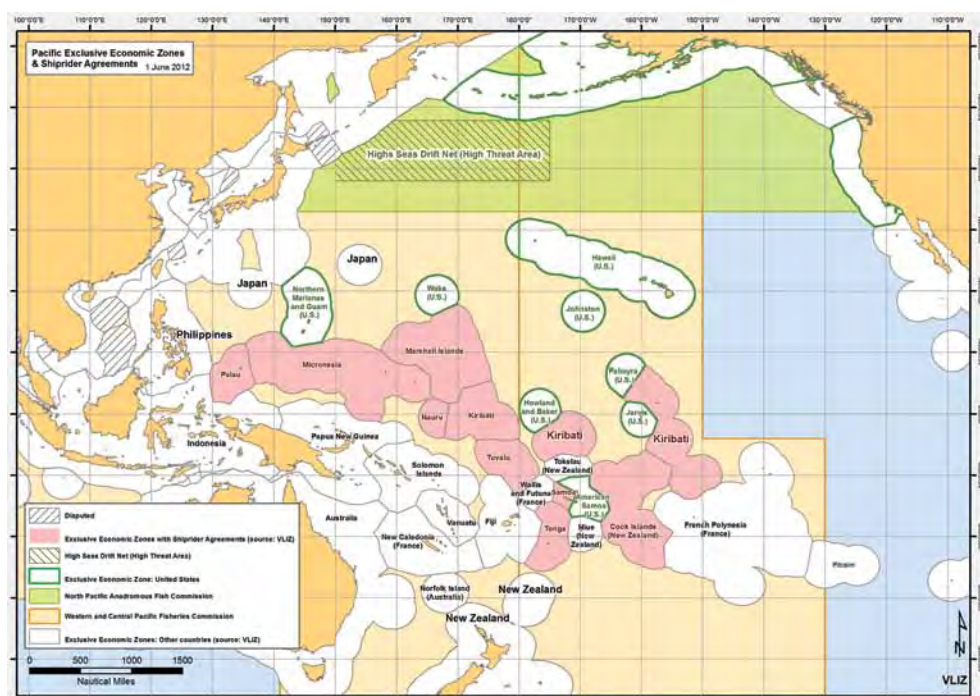 100°0'0"E
110°0'0"E
120°0'0"E
130°0'0"E
140°0'0"E
150°0'0"E
160°0'0"E
170°0'0"E
180°0'0"
170°0'0"W
160°0'0"W
150°0'0"W
140°0'0"W
130°0'0"W
120°0'0"W
110°0'0"W
Pacific Exclusive Economic Zones
& Shiprider Agreements 1 June 2012
Highs Seas Drift Net (High Threat Area)
Japan
Japan
Northern
Marianas
and Guam
(U.S.)
Wake
(U.S.)
Hawaii
(U.S.)
Johnston
(U.S.)
Philippines
Palau
Micronesia
Marshall Islands
Palmyra
(U.S.)
Nauru
Kiribati
Howland
and Baker
(U.S.)
Jarvis
(U.S.)
Kiribati
Kiribati
Indonesia
Papua New Guinea
Solomon
Islands
Tuvalu
Tokelau
(New Zealand)
Wallis
and Futuna
(France)
Samoa
American
Samoa
(U.S.)
Australia
Vanuatu
Fiji
New Caledonia
(France)
Tonga
Niue
(New
Zealand)
Cook Islands
(New Zealand)
French Polynesia
(France)
Pitcairn
Norfolk Island
(Australia)
New Zealand
New Zealand
Disputed
Exclusive Economic Zones with Shiprider Agreements (source: VLIZ)
High Seas Drift Net (High Threat Area)
Exclusive Economic Zone: United States
North Pacific Anadromous Fish Commission
Western and Central Pacific Fisheries Commission
Exclusive Economic Zones: Other countries (source: VLIZ)
0 500 1000 1500
Nautical Miles
N
VLIZ